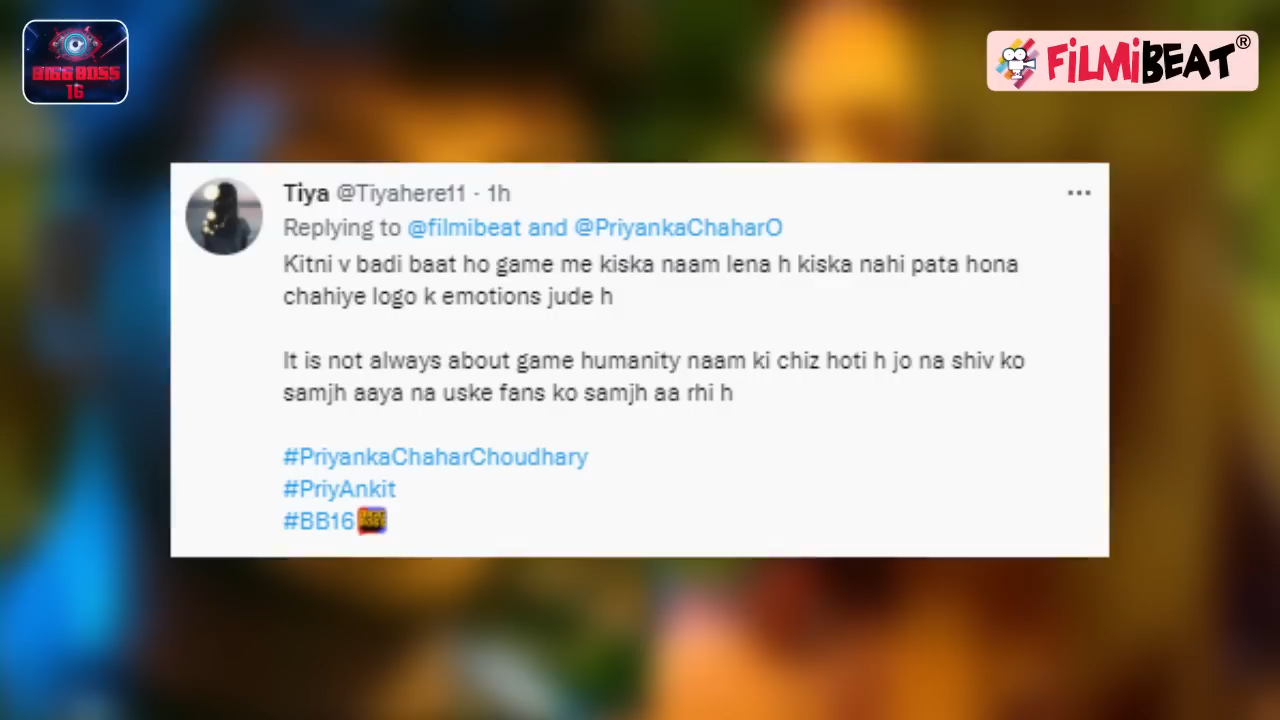 BIGG BOSS
16
FiLMiBEAT®
Tiya @Tiyahere11 · 1h
Replying to @filmibeat and @PriyankaChaharO
Kitni v badi baat ho game me kiska naam lena h kiska nahi pata hona
chahiye logo k emotions jude h
It is not always about game humanity naam ki chiz hoti h jo na shiv ko
samjh aaya na uske fans ko samjh aa rhi h
#PriyankaChaharChoudhary
#PriyAnkit
#BB16